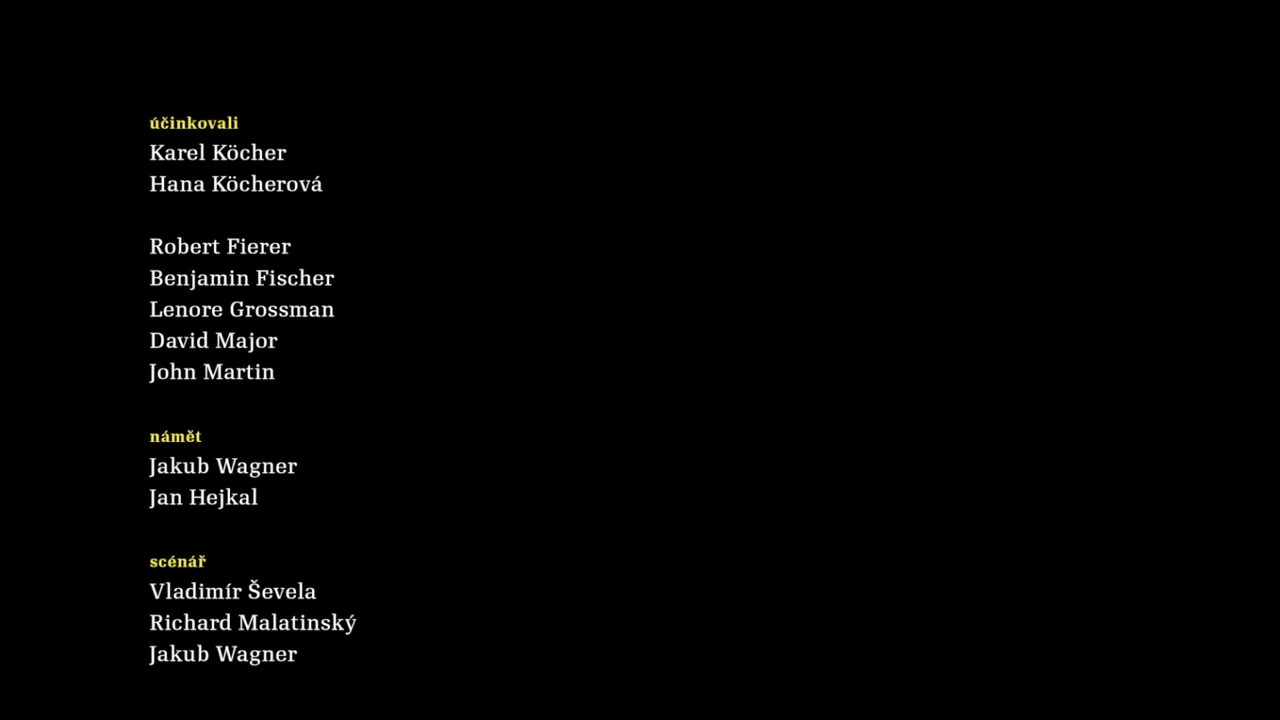 účinkovali
Karel Köcher
Hana Köcherová
Robert Fierer
Benjamin Fischer
Lenore Grossman
David Major
John Martin
námět
Jakub Wagner
Jan Hejkal
scénář
Vladimír Ševela
Richard Malatinský
Jakub Wagner